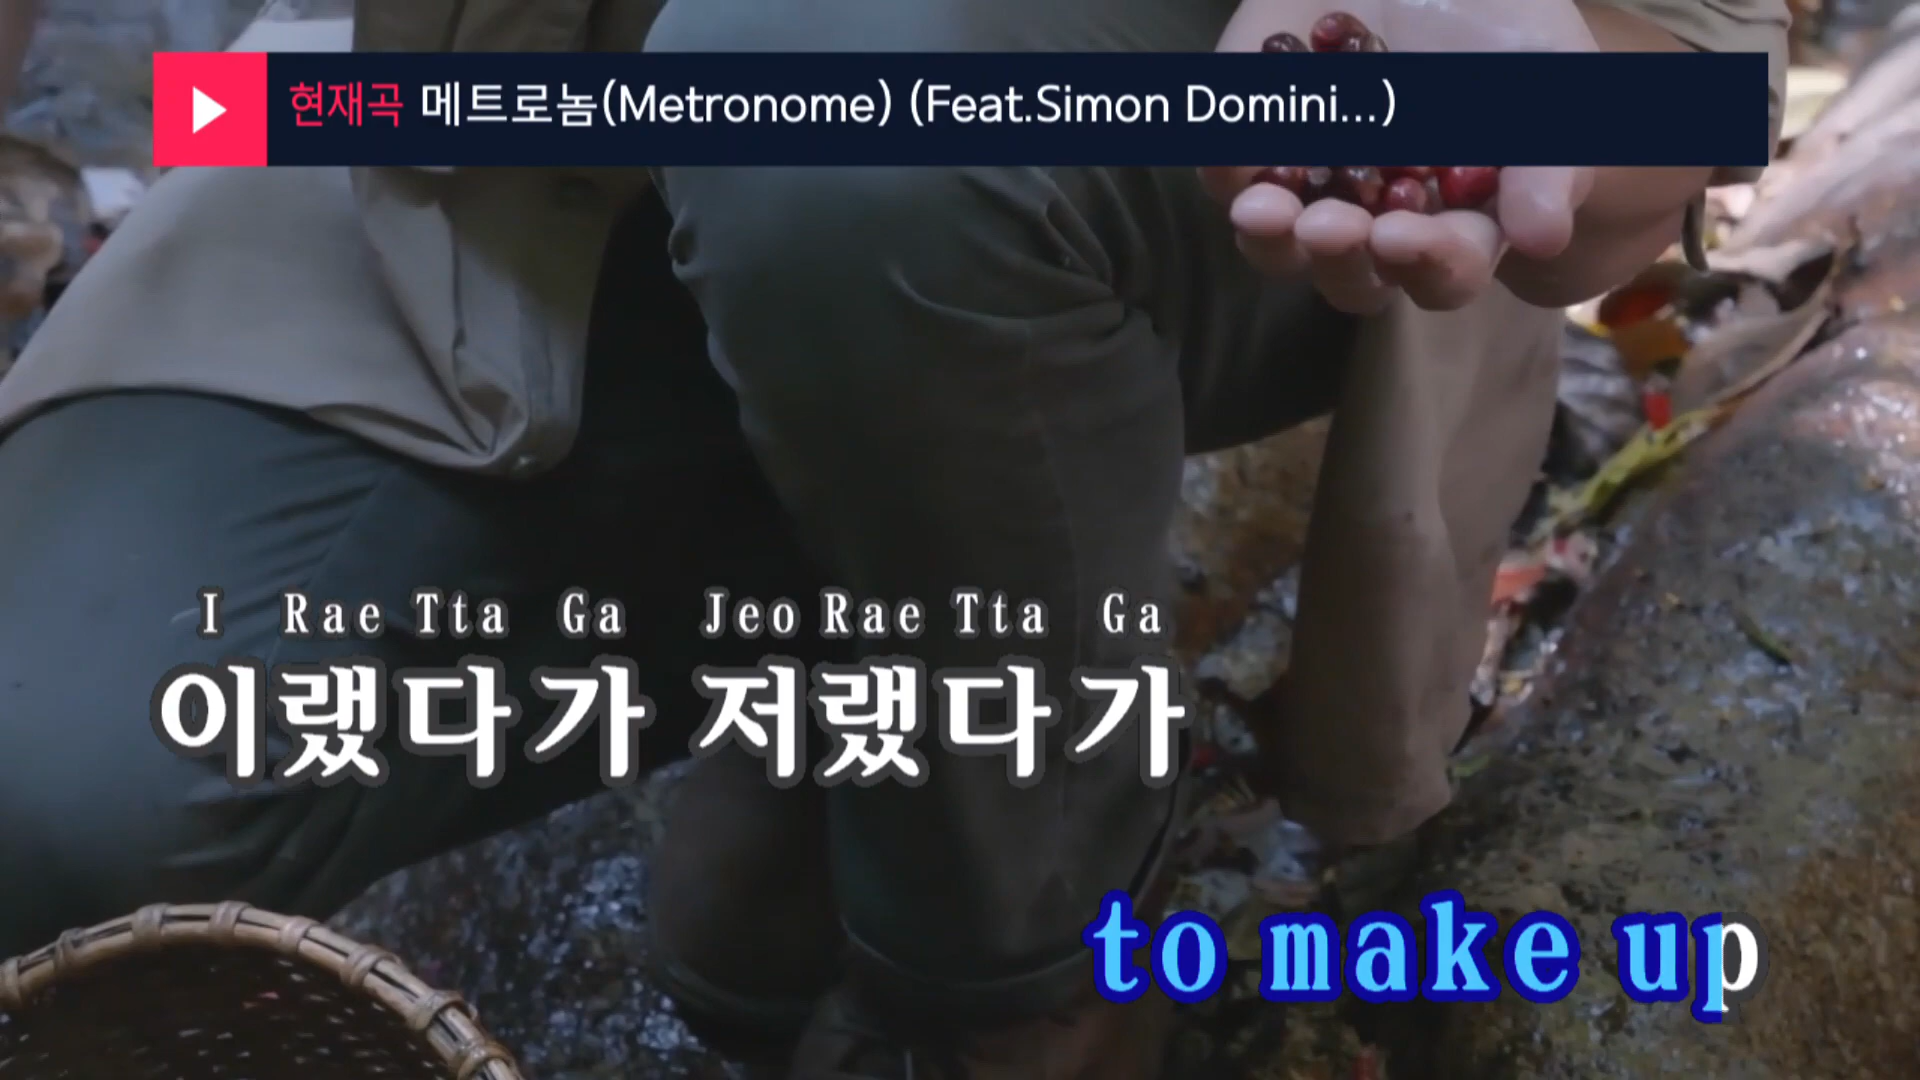 현재곡 메트로놈(Metronome) (Feat.Simon Domini...)
I Rae Tta Ga Jeo Rae Tta Ga
이랬다가 저랬다가
to make up